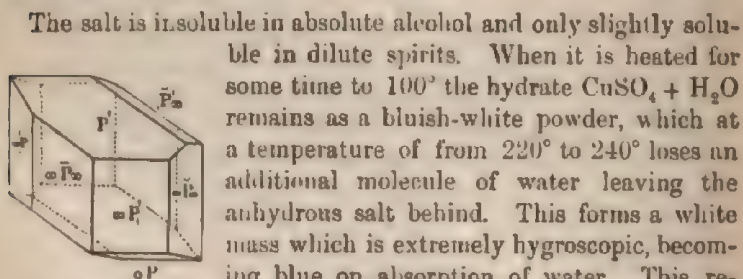 The salt is insoluble in absolute alcohol and only slightly solu-
ble in dilute spirits. When it is heated for
some time to 100° the hydrate CuSO₄ + H₂O
remains as a bluish-white powder, which at
a temperature of from 220° to 240° loses an
additional molecule of water leaving the
anhydrous salt behind. This forms a white
mass which is extremely hygroscopic, becom-
ing blue on absorption of water. This re-
P̄'∞
P'
∞ P̄∞
∞ P'
oP